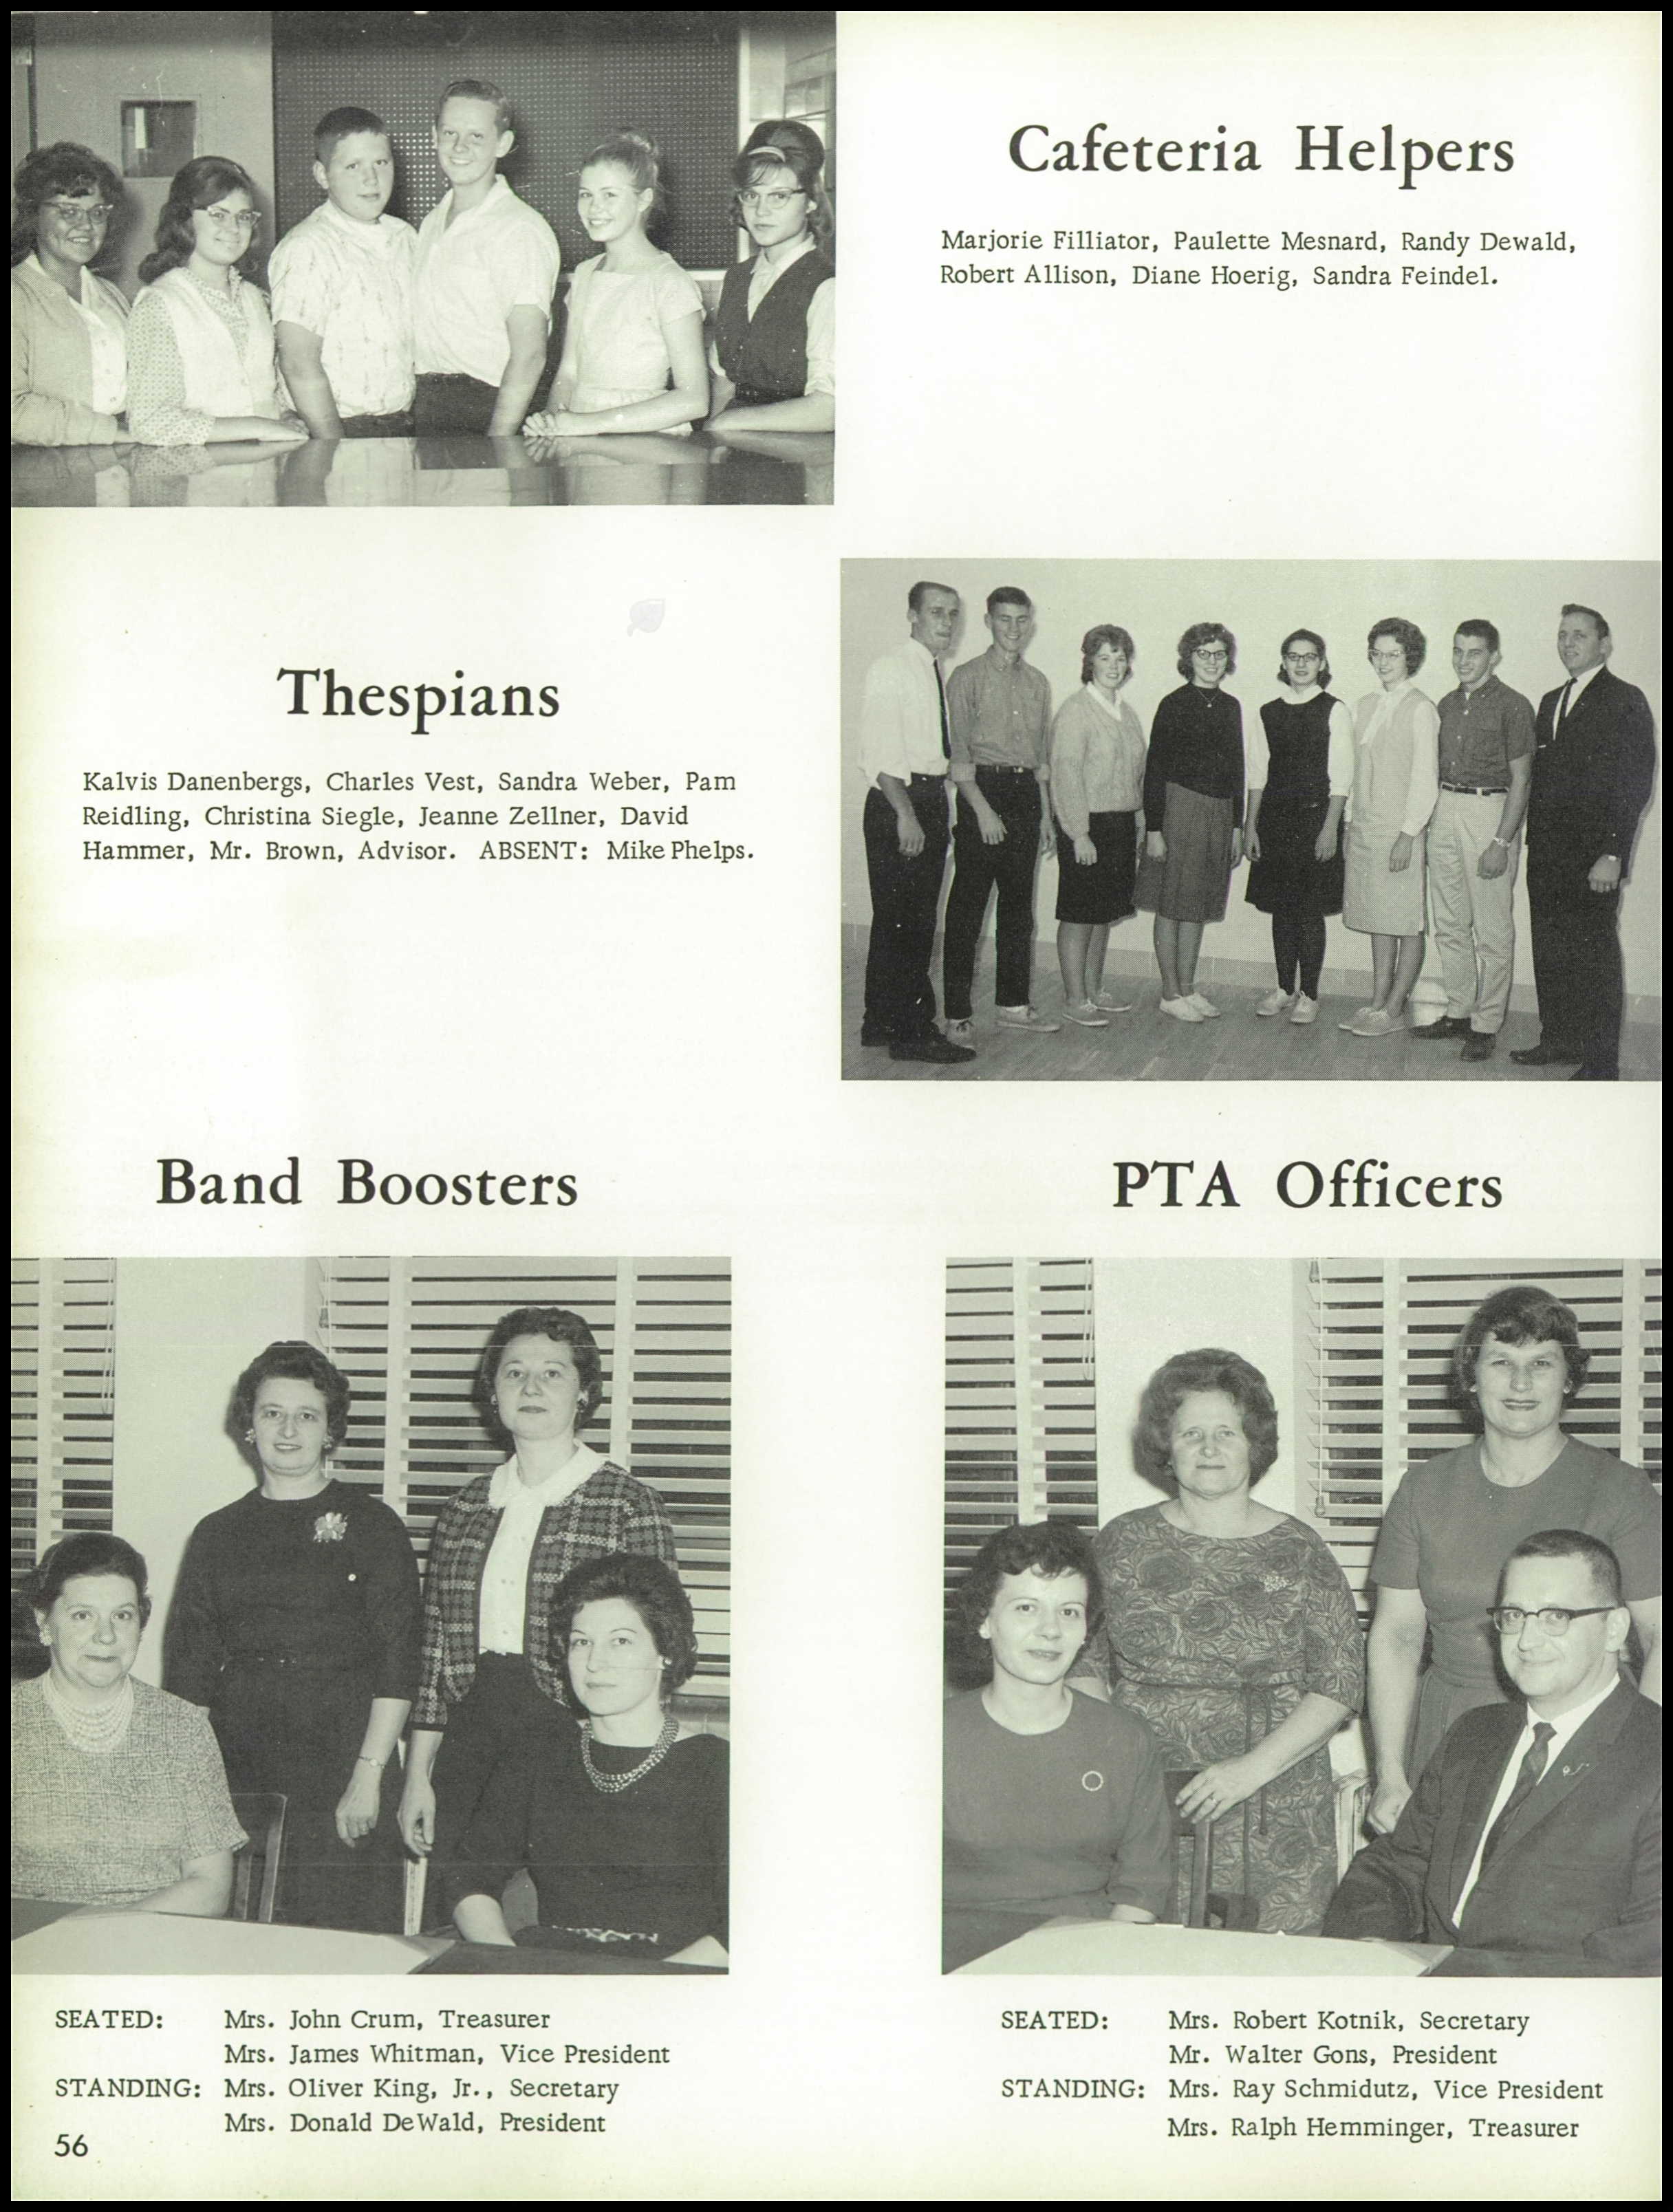 Cafeteria Helpers
Marjorie Filliator, Paulette Mesnard, Randy Dewald,
Robert Allison, Diane Hoerig, Sandra Feindel.
Thespians
Kalvis Danenbergs, Charles Vest, Sandra Weber, Pam
Reidling, Christina Siegle, Jeanne Zellner, David
Hammer, Mr. Brown, Advisor. ABSENT: Mike Phelps.
Band Boosters
PTA Officers
SEATED: Mrs. John Crum, Treasurer
Mrs. James Whitman, Vice President
STANDING: Mrs. Oliver King, Jr., Secretary
Mrs. Donald DeWald, President
SEATED: Mrs. Robert Kotnik, Secretary
Mr. Walter Gons, President
STANDING: Mrs. Ray Schmidutz, Vice President
Mrs. Ralph Hemminger, Treasurer
56